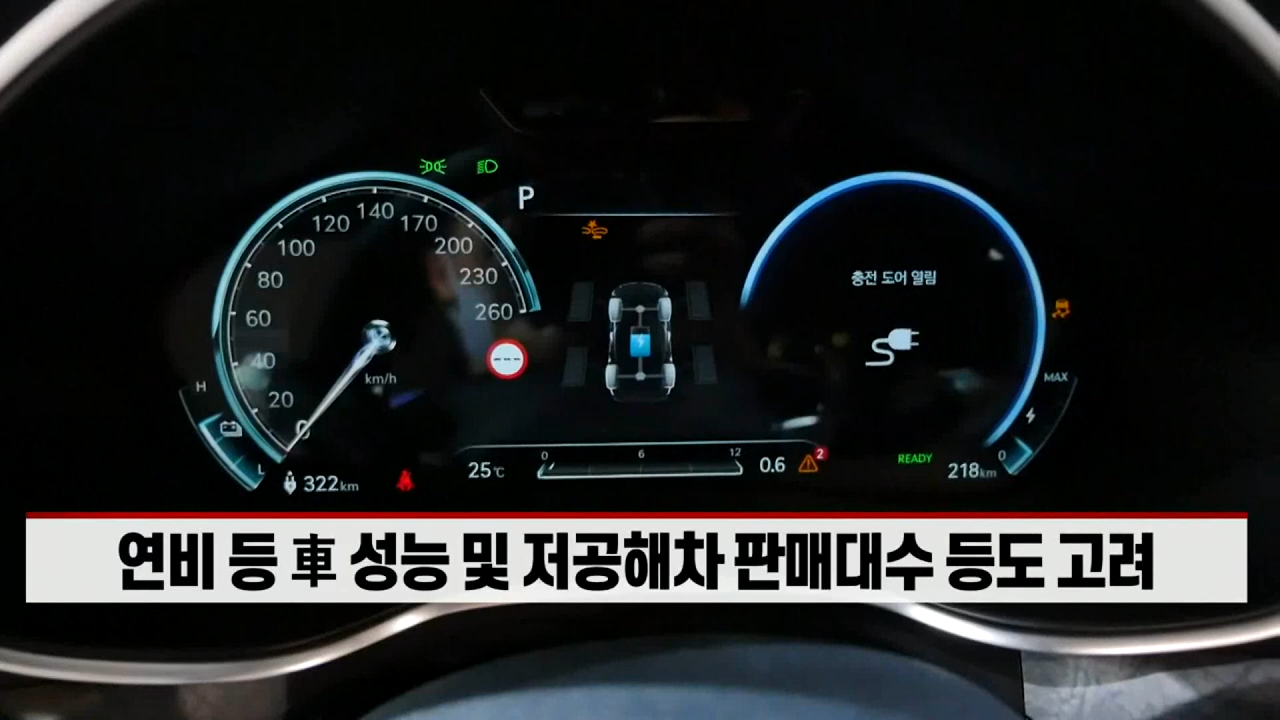 P
140
120 170
100 200
80 230
60 260
40
20
0
km/h
H
L
322km
충전 도어 열림
MAX
0
READY
218km
25℃
0 6 12
0.6
2
연비 등 車 성능 및 저공해차 판매대수 등도 고려